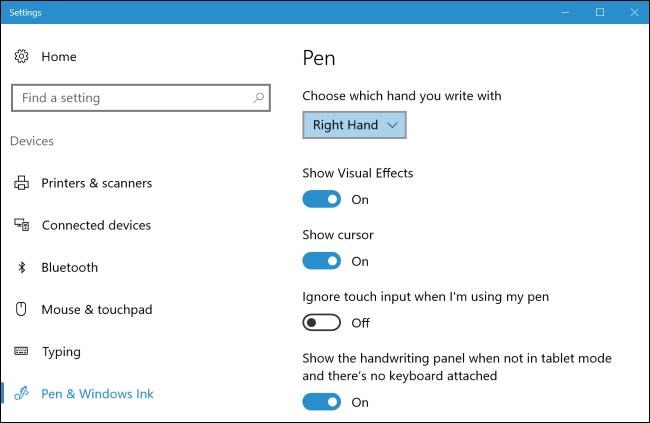 Settings
Home
Find a setting
Devices
Printers & scanners
Connected devices
Bluetooth
Mouse & touchpad
Typing
Pen & Windows Ink
Pen
Choose which hand you write with
Right Hand
Show Visual Effects
On
Show cursor
On
Ignore touch input when I'm using my pen
Off
Show the handwriting panel when not in tablet mode
and there's no keyboard attached
On